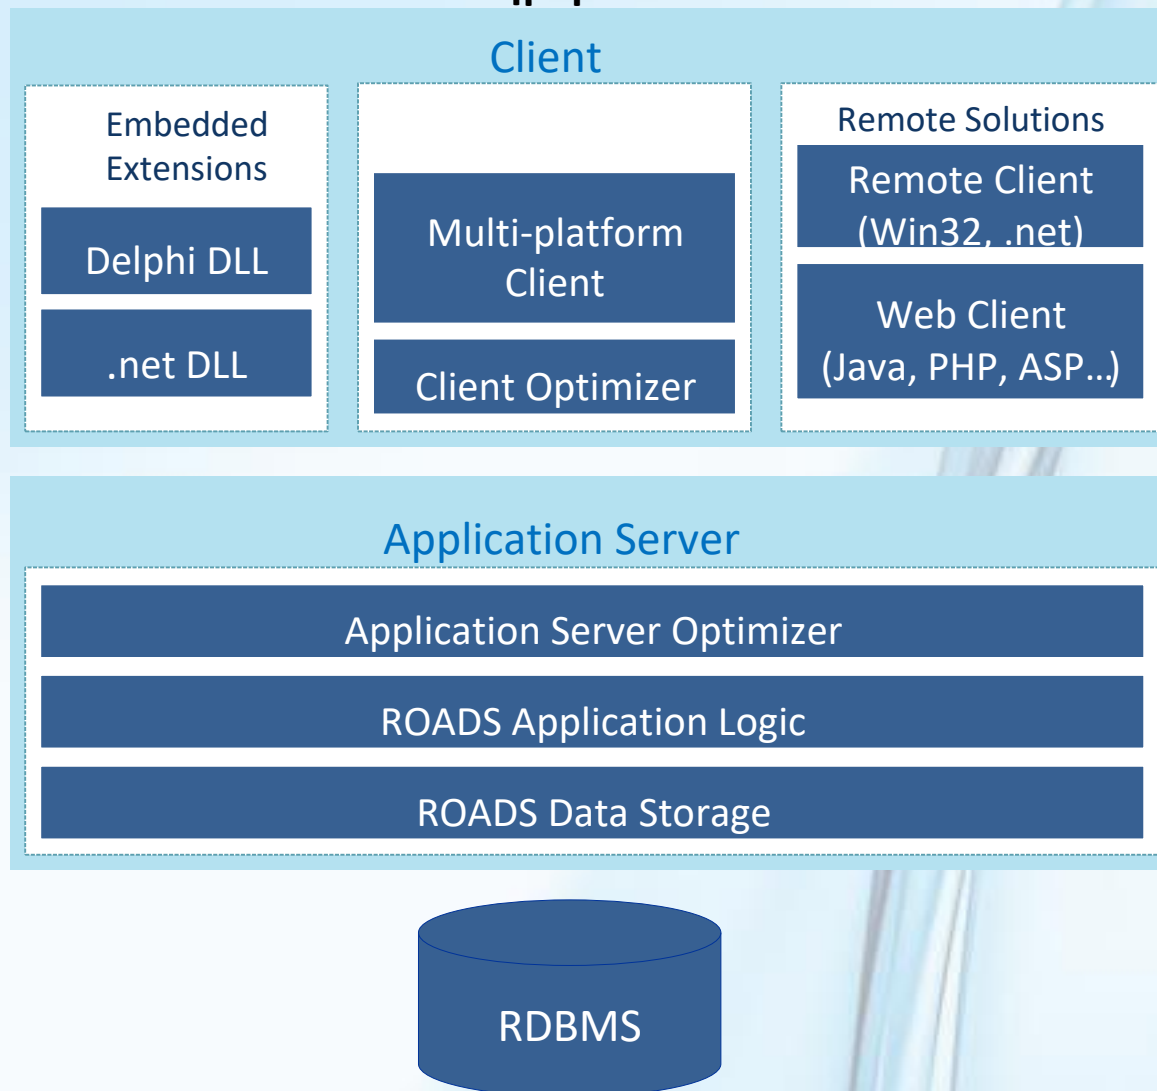 Client
Embedded
Extensions
Delphi DLL
.net DLL
Multi-platform
Client
Client Optimizer
Remote Solutions
Remote Client
(Win32, .net)
Web Client
(Java, PHP, ASP…)
Application Server
Application Server Optimizer
ROADS Application Logic
ROADS Data Storage
RDBMS